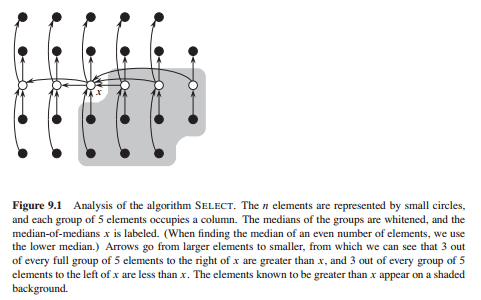 x
Figure 9.1 Analysis of the algorithm SELECT. The n elements are represented by small circles,
and each group of 5 elements occupies a column. The medians of the groups are whitened, and the
median-of-medians x is labeled. (When finding the median of an even number of elements, we use
the lower median.) Arrows go from larger elements to smaller, from which we can see that 3 out
of every full group of 5 elements to the right of x are greater than x, and 3 out of every group of 5
elements to the left of x are less than x. The elements known to be greater than x appear on a shaded
background.